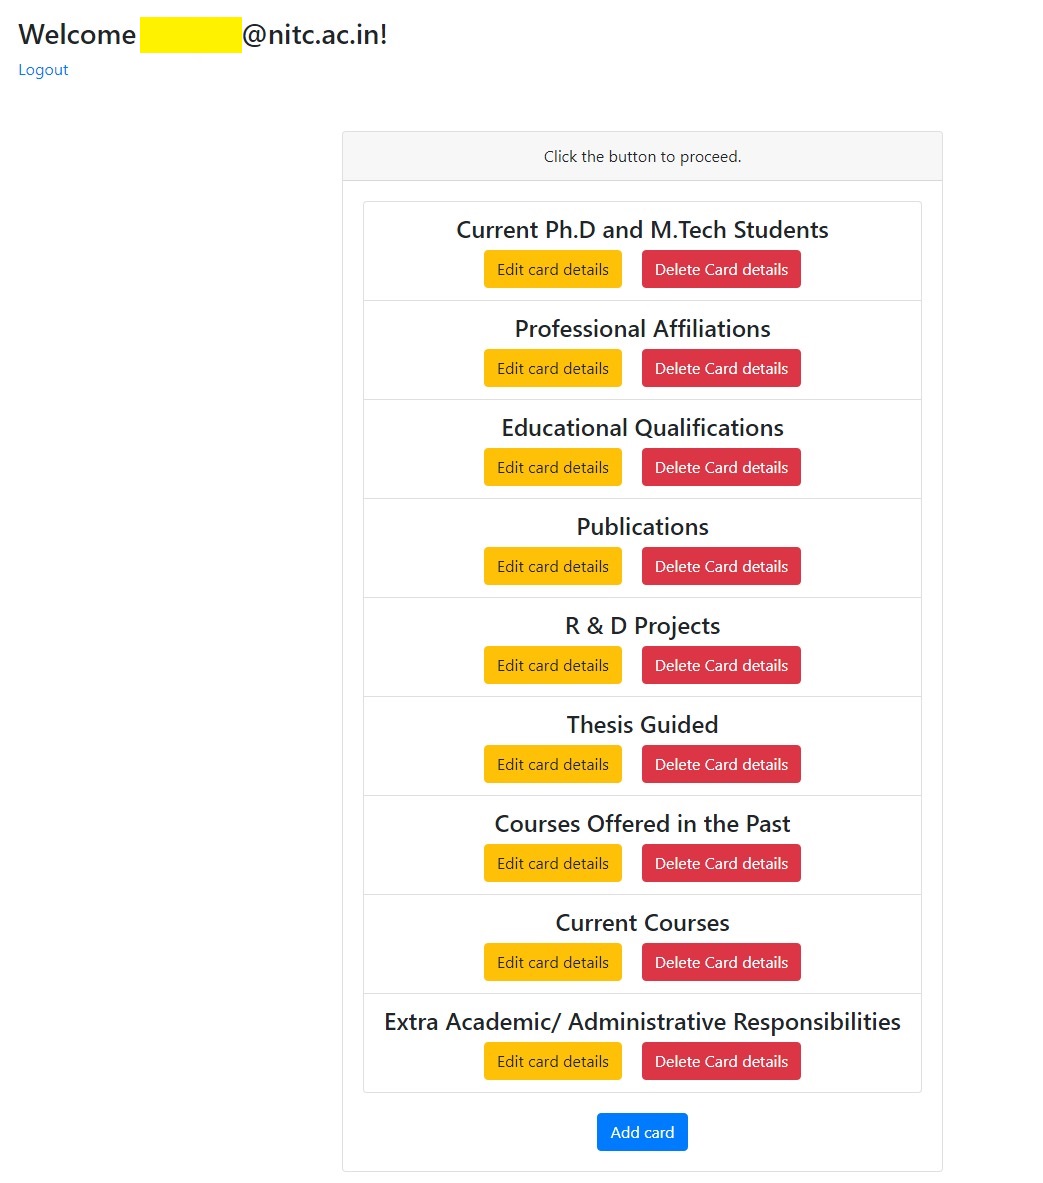 Welcome @nitc.ac.in!
Logout
Click the button to proceed.
Current Ph.D and M.Tech Students
Edit card details Delete Card details
Professional Affiliations
Edit card details Delete Card details
Educational Qualifications
Edit card details Delete Card details
Publications
Edit card details Delete Card details
R & D Projects
Edit card details Delete Card details
Thesis Guided
Edit card details Delete Card details
Courses Offered in the Past
Edit card details Delete Card details
Current Courses
Edit card details Delete Card details
Extra Academic/ Administrative Responsibilities
Edit card details Delete Card details
Add card